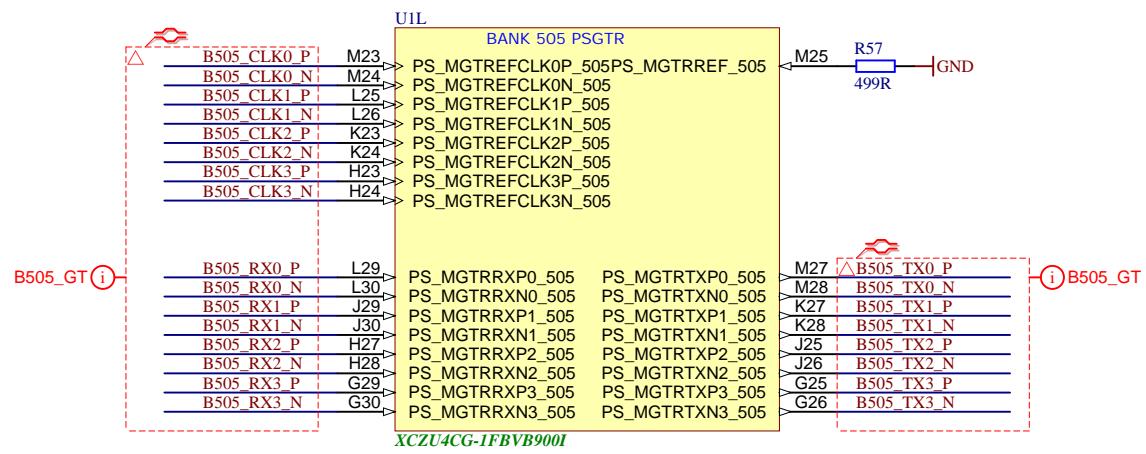 U1L
BANK 505 PSGTR
B505_CLK0_P M23 PS_MGTREFCLK0P_505 PS_MGTRREF_505 M25 R57 GND
499R
B505_CLK0_N M24 PS_MGTREFCLK0N_505
B505_CLK1_P L25 PS_MGTREFCLK1P_505
B505_CLK1_N L26 PS_MGTREFCLK1N_505
B505_CLK2_P K23 PS_MGTREFCLK2P_505
B505_CLK2_N K24 PS_MGTREFCLK2N_505
B505_CLK3_P H23 PS_MGTREFCLK3P_505
B505_CLK3_N H24 PS_MGTREFCLK3N_505
B505_GT i
B505_RX0_P L29 PS_MGTRRXP0_505 PS_MGTRTXP0_505 M27 B505_TX0_P
i B505_GT
B505_RX0_N L30 PS_MGTRRXN0_505 PS_MGTRTXN0_505 M28 B505_TX0_N
B505_RX1_P J29 PS_MGTRRXP1_505 PS_MGTRTXP1_505 K27 B505_TX1_P
B505_RX1_N J30 PS_MGTRRXN1_505 PS_MGTRTXN1_505 K28 B505_TX1_N
B505_RX2_P H27 PS_MGTRRXP2_505 PS_MGTRTXP2_505 J25 B505_TX2_P
B505_RX2_N H28 PS_MGTRRXN2_505 PS_MGTRTXN2_505 J26 B505_TX2_N
B505_RX3_P G29 PS_MGTRRXP3_505 PS_MGTRTXP3_505 G25 B505_TX3_P
B505_RX3_N G30 PS_MGTRRXN3_505 PS_MGTRTXN3_505 G26 B505_TX3_N
XCZU4CG-1FBVB900I